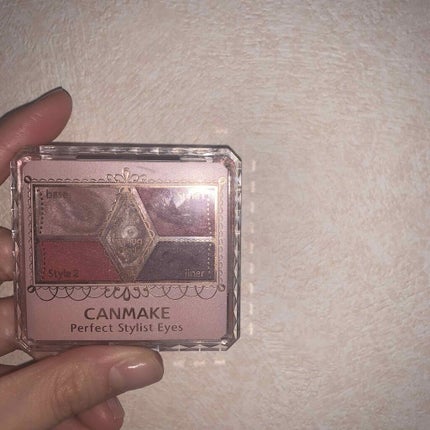 base
Style 2
liner
CANMAKE
Perfect Stylist Eyes